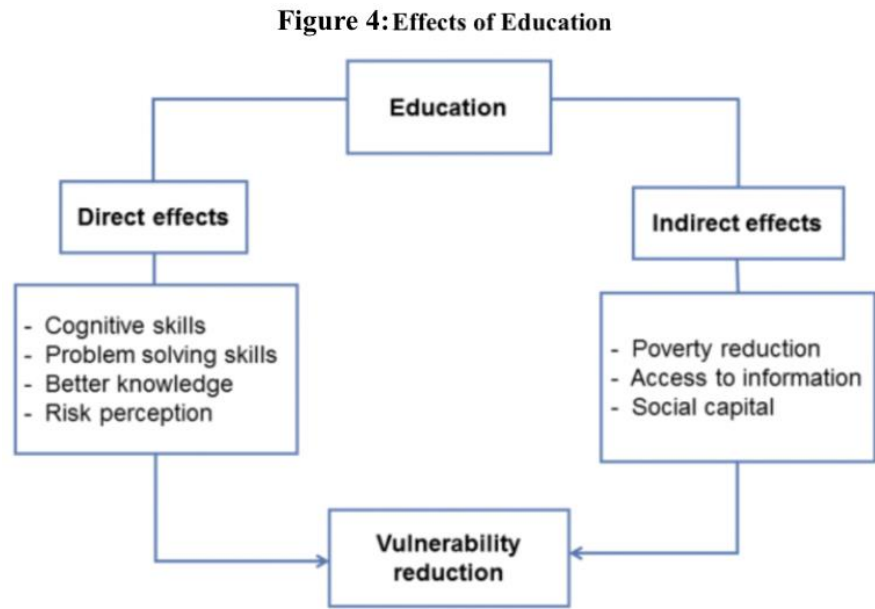 Figure 4: Effects of Education
Education
Direct effects
Indirect effects
- Cognitive skills
- Problem solving skills
- Better knowledge
- Risk perception
- Poverty reduction
- Access to information
- Social capital
Vulnerability
reduction